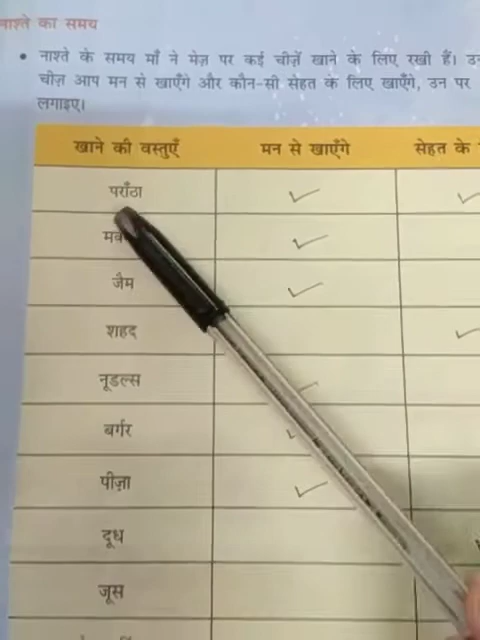 नाश्ते का समय
नाश्ते के समय माँ ने मेज़ पर कई चीज़ें खाने के लिए रखी हैं।
चीज़ आप मन से खाएँगे और कौन-सी सेहत के लिए खाएँगे, उन पर
लगाइए।
खाने की वस्तुएँ मन से खाएँगे सेहत के
पराँठा ✓ ✓
✓
जैम ✓
शहद ✓
नूडल्स ✓
बर्गर ✓
पीज़ा ✓
दूध
जूस